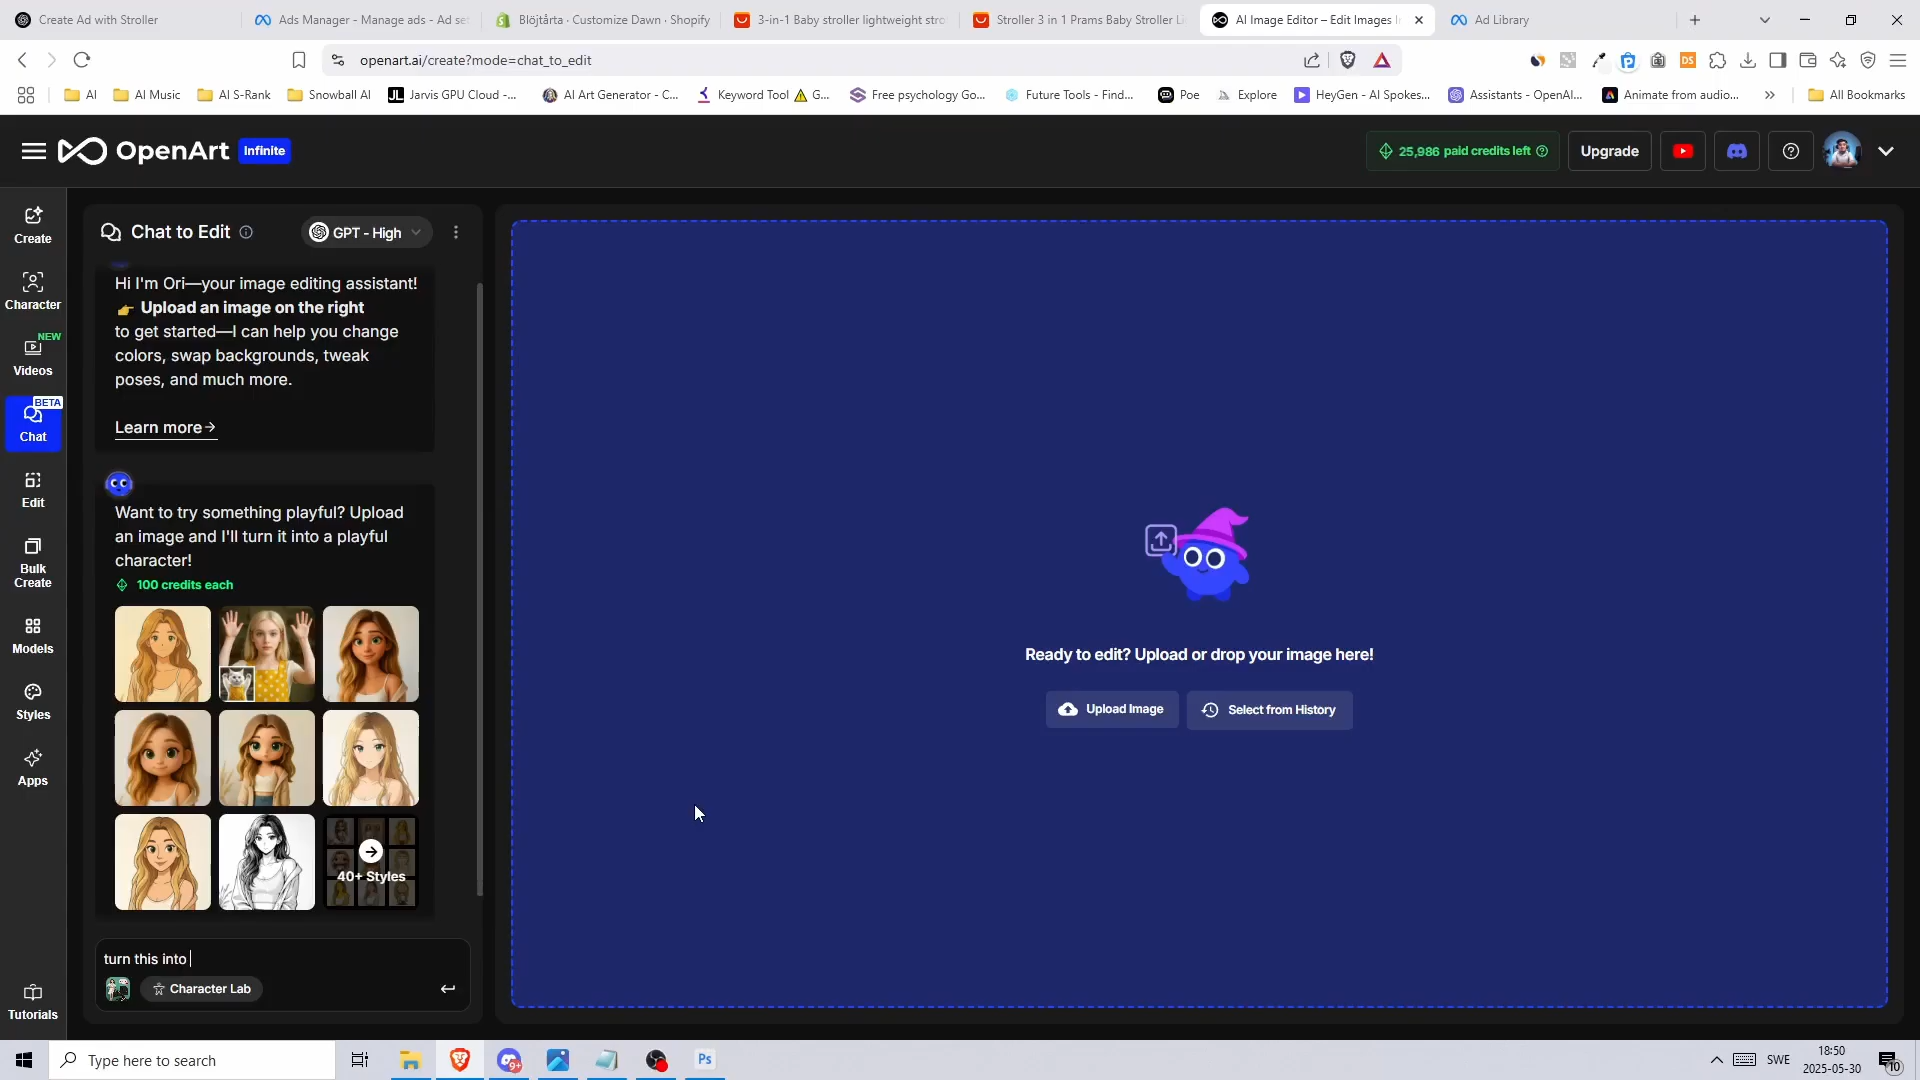 Create Ad with Stroller
Ads Manager - Manage ads - Ad se
Blöjtårta · Customize Dawn · Shopify
3-in-1 Baby stroller lightweight stro
Stroller 3 in 1 Prams Baby Stroller Li
AI Image Editor – Edit Images I
Ad Library
openart.ai/create?mode=chat_to_edit
AI
AI Music
AI S-Rank
Snowball AI
JL
Jarvis GPU Cloud -...
AI Art Generator - C...
Keyword Tool
G...
Free psychology Go...
Future Tools - Find...
Poe
Explore
HeyGen - AI Spokes...
Assistants - OpenAI...
Animate from audio...
All Bookmarks
DS
OpenArt
Infinite
25,986 paid credits left
Upgrade
Create
Character
NEW
Videos
BETA
Chat
Edit
Bulk
Create
Models
Styles
Apps
Tutorials
Chat to Edit
GPT - High
Hi I'm Ori—your image editing assistant!
👉 Upload an image on the right
to get started—I can help you change
colors, swap backgrounds, tweak
poses, and much more.
Learn more
Want to try something playful? Upload
an image and I'll turn it into a playful
character!
100 credits each
40+ Styles
turn this into
Character Lab
Ready to edit? Upload or drop your image here!
Upload Image
Select from History
Type here to search
9+
Ps
SWE
18:50
2025-05-30
10